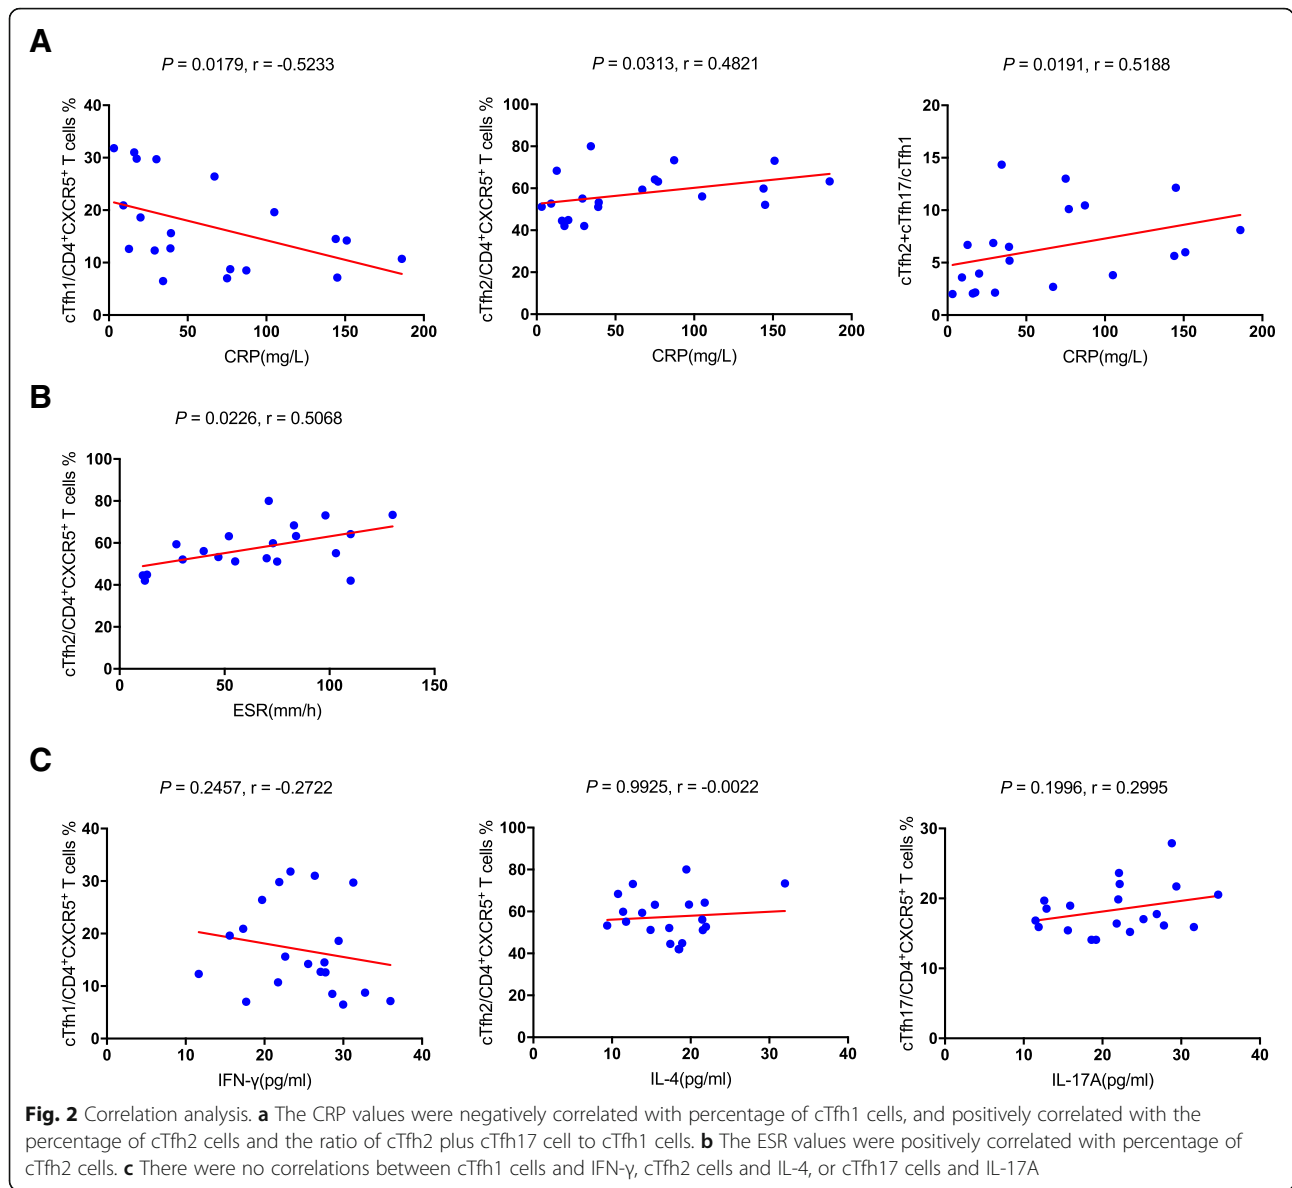 A
P = 0.0179, r = -0.5233
cTfh1/CD4⁺CXCR5⁺ T cells %
40
30
20
10
0
0 50 100 150 200
CRP(mg/L)
P = 0.0313, r = 0.4821
cTfh2/CD4⁺CXCR5⁺ T cells %
100
80
60
40
20
0
0 50 100 150 200
CRP(mg/L)
P = 0.0191, r = 0.5188
cTfh2+cTfh17/cTfh1
20
15
10
5
0
0 50 100 150 200
CRP(mg/L)
B
P = 0.0226, r = 0.5068
cTfh2/CD4⁺CXCR5⁺ T cells %
100
80
60
40
20
0
0 50 100 150
ESR(mm/h)
C
P = 0.2457, r = -0.2722
cTfh1/CD4⁺CXCR5⁺ T cells %
40
30
20
10
0
0 10 20 30 40
IFN-γ(pg/ml)
P = 0.9925, r = -0.0022
cTfh2/CD4⁺CXCR5⁺ T cells %
100
80
60
40
20
0
0 10 20 30 40
IL-4(pg/ml)
P = 0.1996, r = 0.2995
cTfh17/CD4⁺CXCR5⁺ T cells %
30
20
10
0
0 10 20 30 40
IL-17A(pg/ml)
Fig. 2 Correlation analysis. a The CRP values were negatively correlated with percentage of cTfh1 cells, and positively correlated with the
percentage of cTfh2 cells and the ratio of cTfh2 plus cTfh17 cell to cTfh1 cells. b The ESR values were positively correlated with percentage of
cTfh2 cells. c There were no correlations between cTfh1 cells and IFN-γ, cTfh2 cells and IL-4, or cTfh17 cells and IL-17A